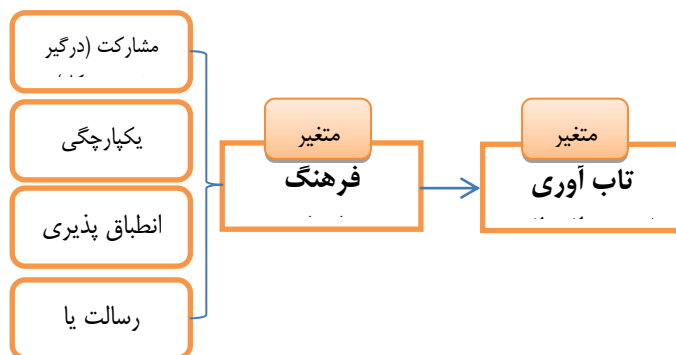 مشارکت (درگیر
یکپارچگی
انطباق پذیری
رسالت یا
متغیر
فرهنگ
متغیر
تاب آوری